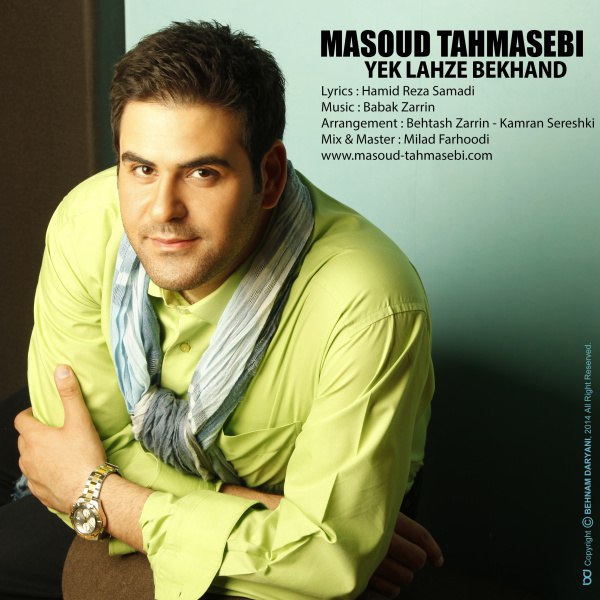 MASOUD TAHMASEBI
YEK LAHZE BEKHAND
Lyrics : Hamid Reza Samadi
Music : Babak Zarrin
Arrangement : Behtash Zarrin - Kamran Sereshki
Mix & Master : Milad Farhoodi
www.masoud-tahmasebi.com
Copyright © BEHNAM DARYANI, 2014 All Right Reserved.